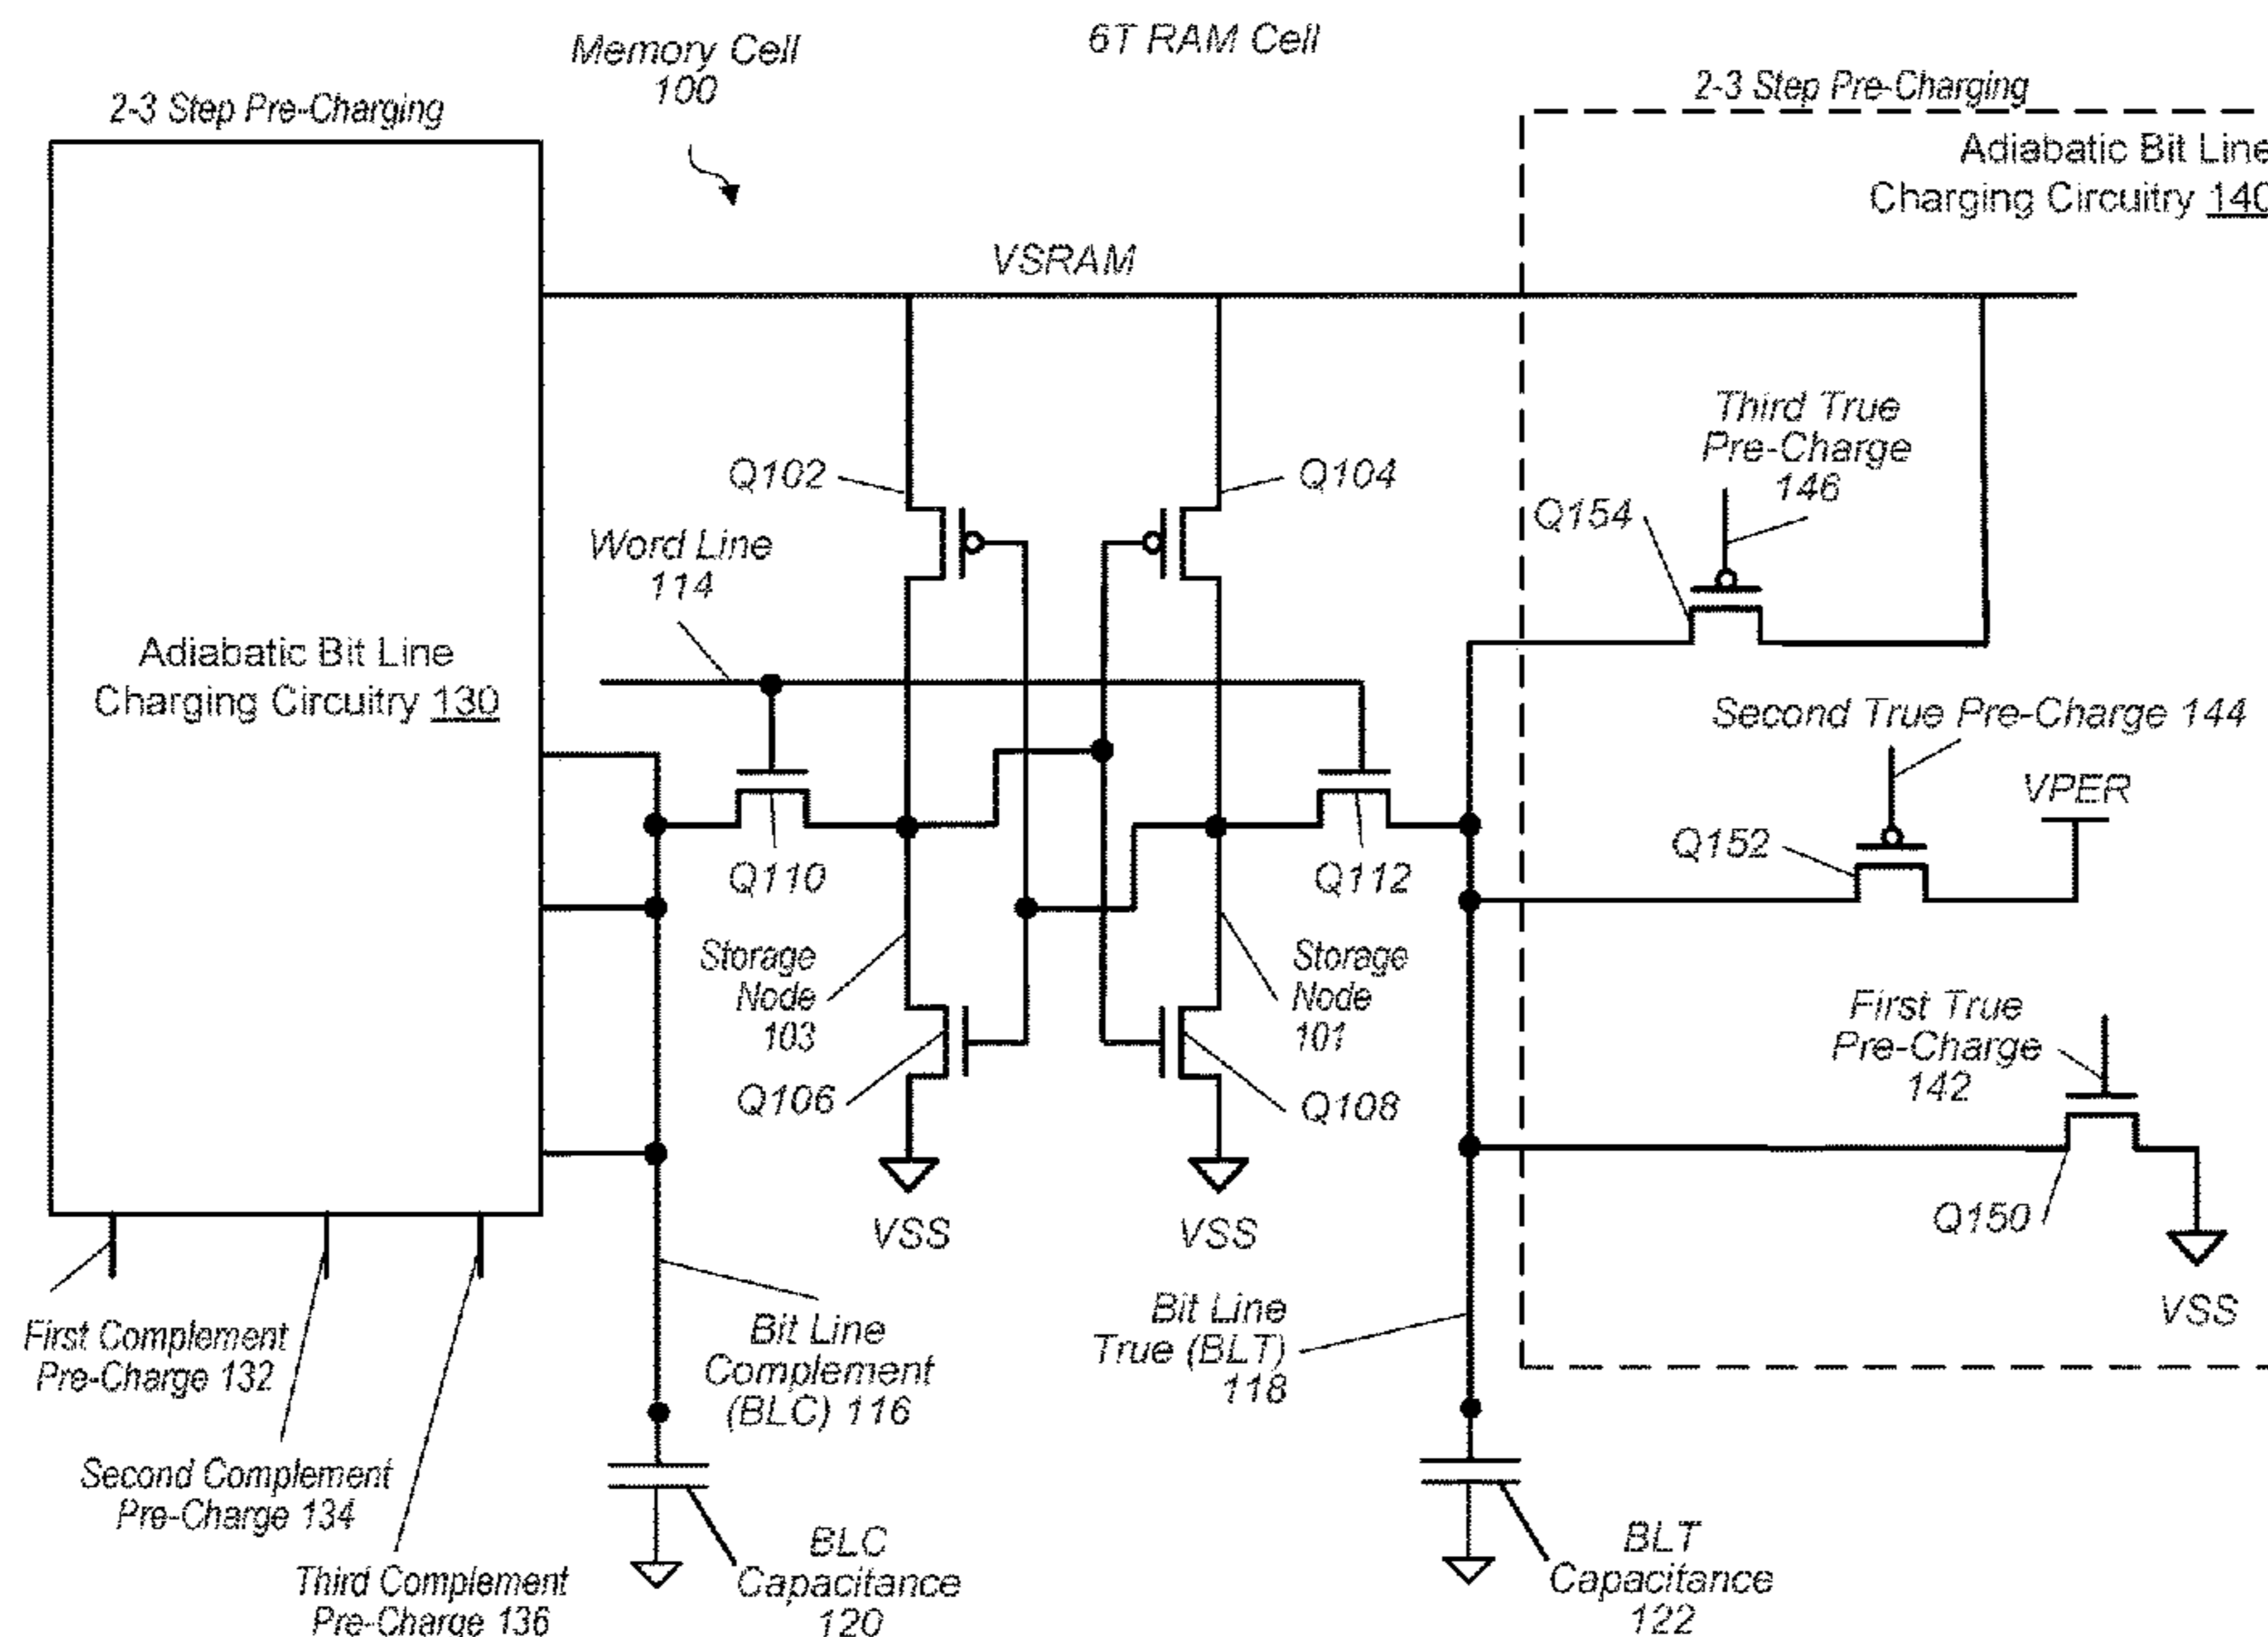 6T RAM Cell
Memory Cell
100
2-3 Step Pre-Charging
2-3 Step Pre-Charging
Adiabatic Bit Line
Charging Circuitry 140
VSRAM
Third True
Pre-Charge
146
Q102
Q104
Q154
Word Line
114
Adiabatic Bit Line
Charging Circuitry 130
Second True Pre-Charge 144
VPER
Q152
Q110
Q112
Storage
Node
103
Storage
Node
101
First True
Pre-Charge
142
Q106
Q108
Q150
VSS
VSS
VSS
First Complement
Pre-Charge 132
Bit Line
Complement
(BLC) 116
Bit Line
True (BLT)
118
Second Complement
Pre-Charge 134
Third Complement
Pre-Charge 136
BLC
Capacitance
120
BLT
Capacitance
122